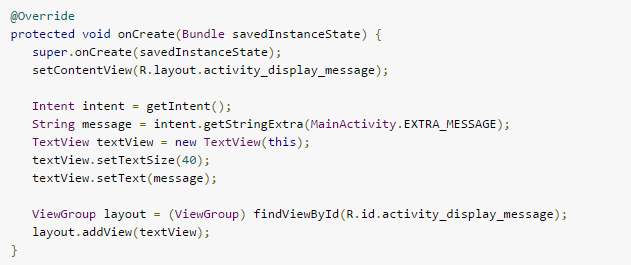 @Override
protected void onCreate(Bundle savedInstanceState) {
   super.onCreate(savedInstanceState);
   setContentView(R.layout.activity_display_message);

   Intent intent = getIntent();
   String message = intent.getStringExtra(MainActivity.EXTRA_MESSAGE);
   TextView textView = new TextView(this);
   textView.setTextSize(40);
   textView.setText(message);

   ViewGroup layout = (ViewGroup) findViewById(R.id.activity_display_message);
   layout.addView(textView);
}